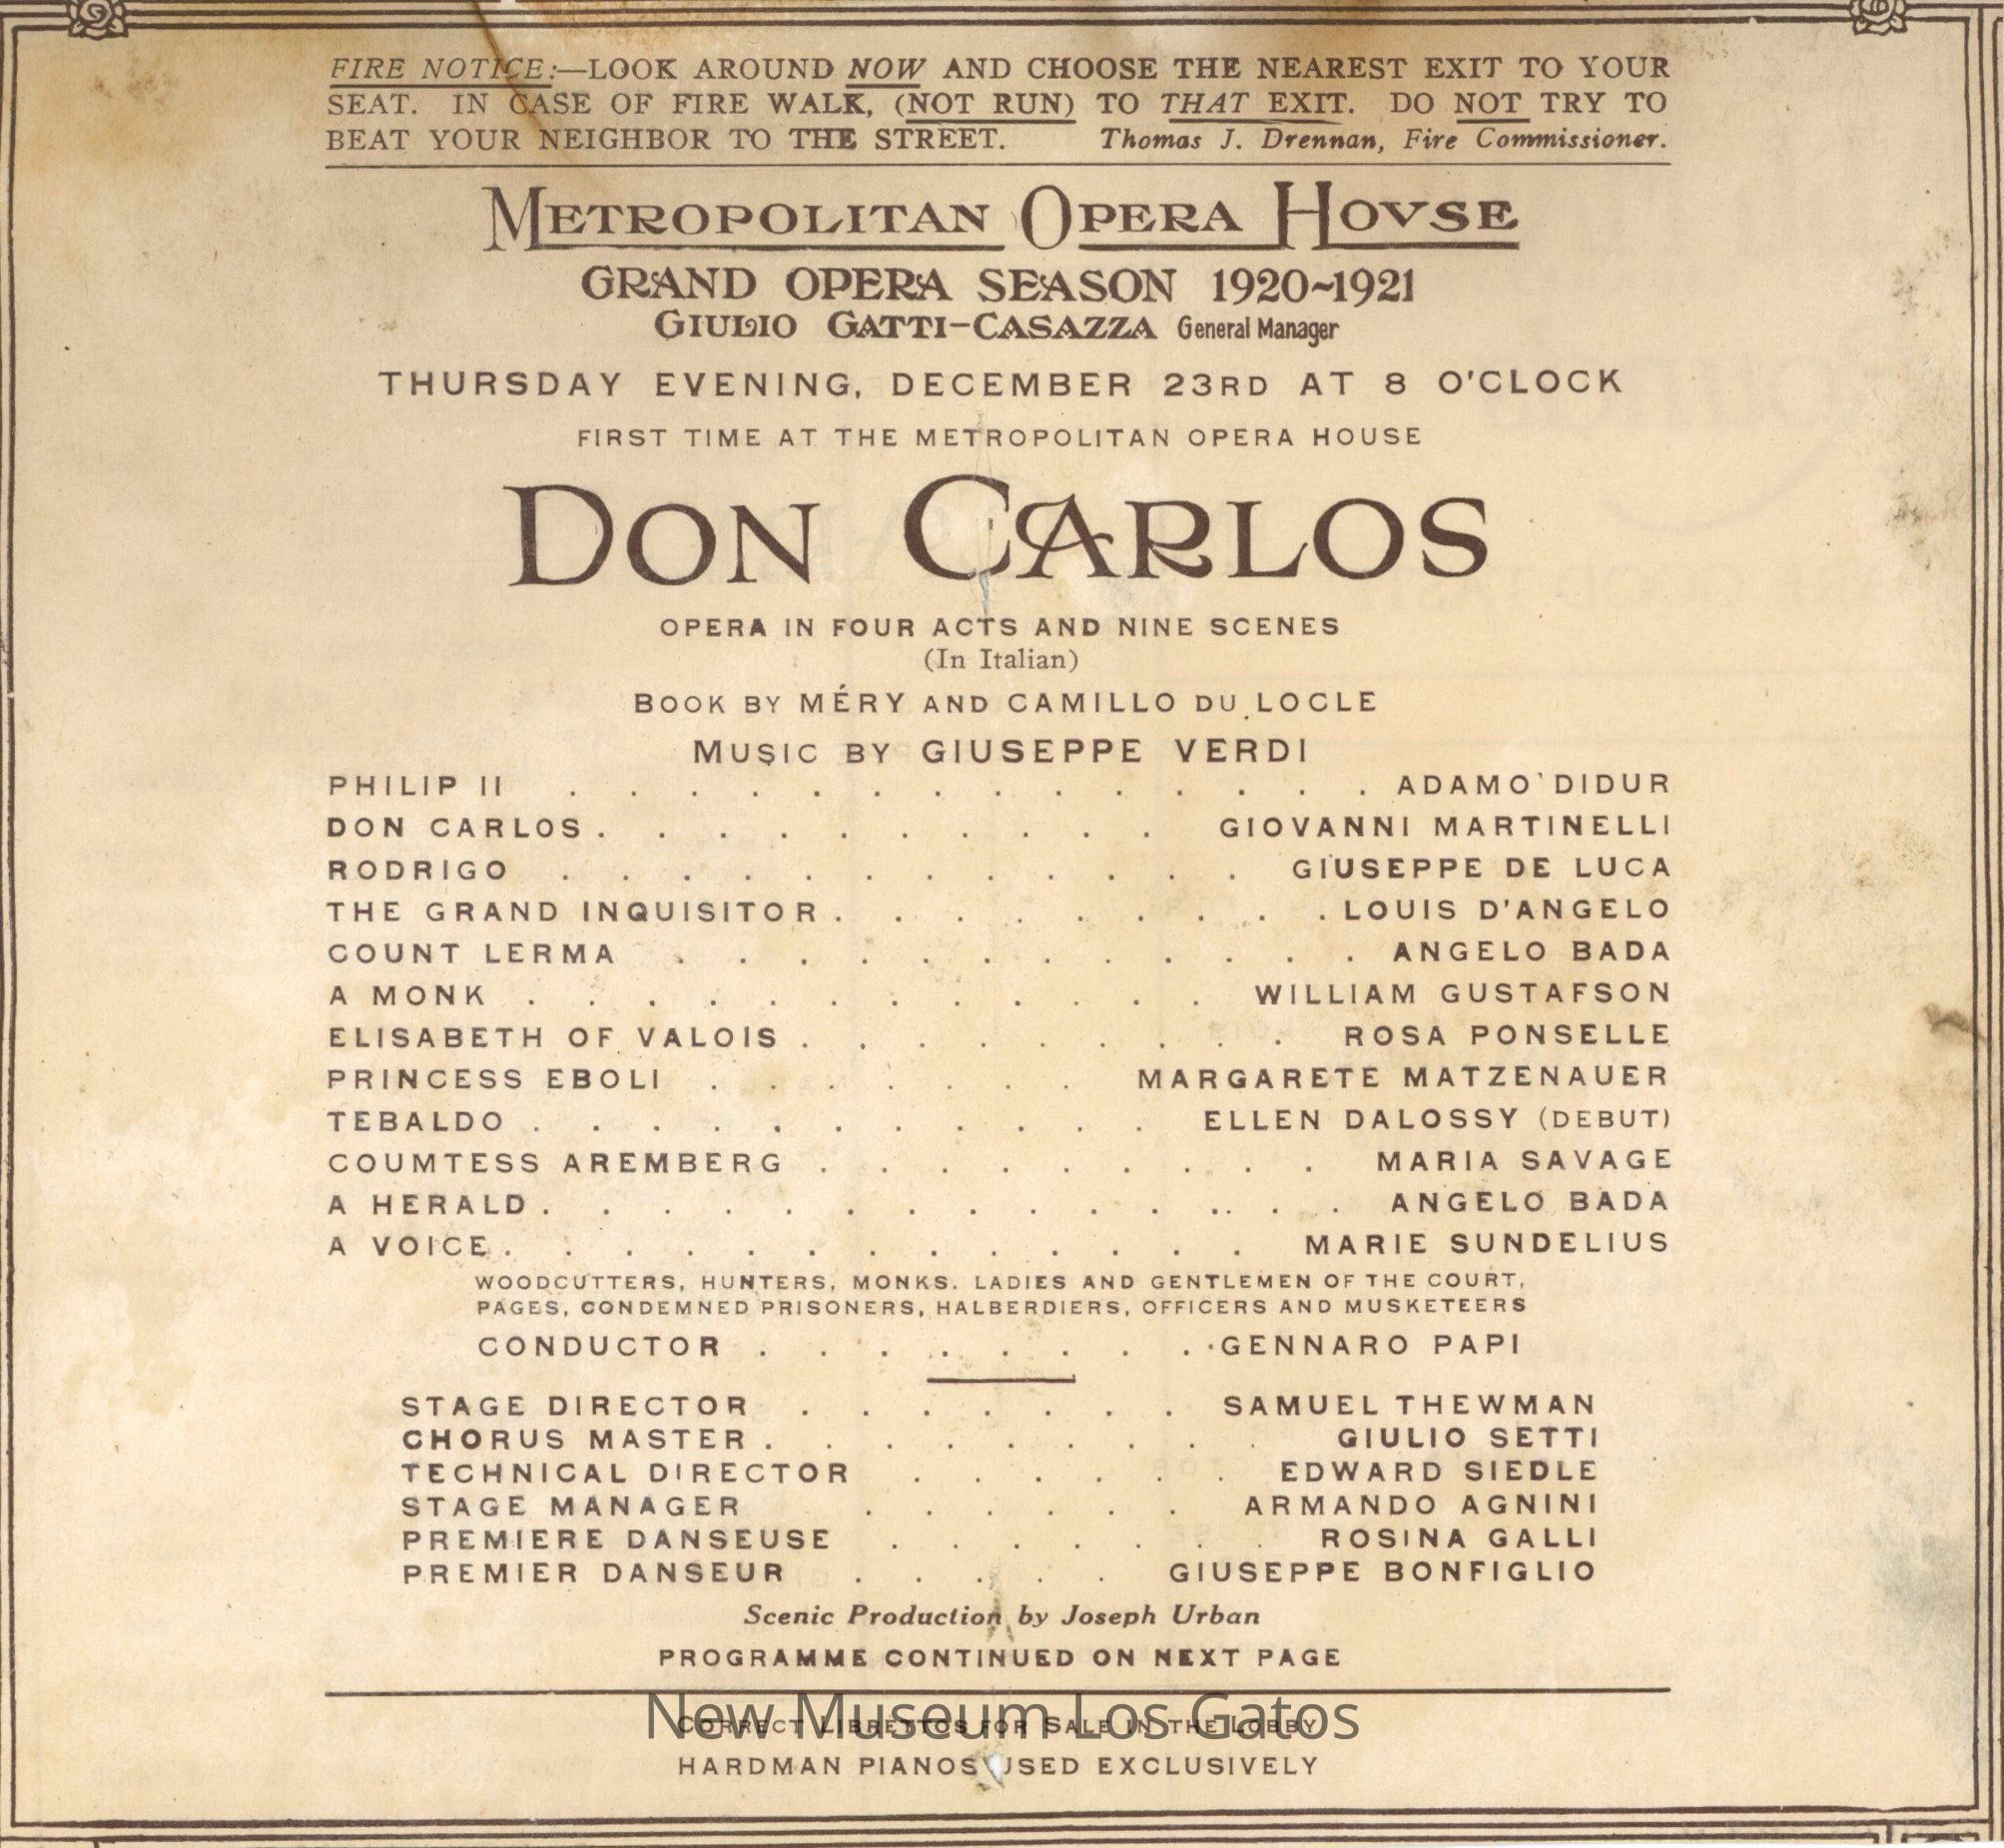 FIRE NOTICE:—LOOK AROUND NOW AND CHOOSE THE NEAREST EXIT TO YOUR
SEAT. IN CASE OF FIRE WALK, (NOT RUN) TO THAT EXIT. DO NOT TRY TO
BEAT YOUR NEIGHBOR TO THE STREET. Thomas J. Drennan, Fire Commissioner.
METROPOLITAN OPERA HOVSE
GRAND OPERA SEASON 1920~1921
GIULIO GATTI-CASAZZA General Manager
THURSDAY EVENING, DECEMBER 23RD AT 8 O'CLOCK
FIRST TIME AT THE METROPOLITAN OPERA HOUSE
DON CARLOS
OPERA IN FOUR ACTS AND NINE SCENES
(In Italian)
BOOK BY MÉRY AND CAMILLO DU LOCLE
MUSIC BY GIUSEPPE VERDI
PHILIP II . . . . . . . . . . . . . . ADAMO DIDUR
DON CARLOS . . . . . . . . . . GIOVANNI MARTINELLI
RODRIGO . . . . . . . . . . . . GIUSEPPE DE LUCA
THE GRAND INQUISITOR . . . . . . . . . LOUIS D'ANGELO
COUNT LERMA . . . . . . . . . . . . ANGELO BADA
A MONK . . . . . . . . . . . . WILLIAM GUSTAFSON
ELISABETH OF VALOIS . . . . . . . . . ROSA PONSELLE
PRINCESS EBOLI . . . . . . . MARGARETE MATZENAUER
TEBALDO . . . . . . . . . . . ELLEN DALOSSY (DEBUT)
COUMTESS AREMBERG . . . . . . . . . MARIA SAVAGE
A HERALD . . . . . . . . . . . . . . ANGELO BADA
A VOICE . . . . . . . . . . . . . MARIE SUNDELIUS
WOODCUTTERS, HUNTERS, MONKS. LADIES AND GENTLEMEN OF THE COURT,
PAGES, CONDEMNED PRISONERS, HALBERDIERS, OFFICERS AND MUSKETEERS
CONDUCTOR . . . . . . . . GENNARO PAPI
STAGE DIRECTOR . . . . . . . SAMUEL THEWMAN
CHORUS MASTER . . . . . . . . . GIULIO SETTI
TECHNICAL DIRECTOR . . . . . . EDWARD SIEDLE
STAGE MANAGER . . . . . . ARMANDO AGNINI
PREMIERE DANSEUSE . . . . . . . ROSINA GALLI
PREMIER DANSEUR . . . . . GIUSEPPE BONFIGLIO
Scenic Production by Joseph Urban
PROGRAMME CONTINUED ON NEXT PAGE
New Museum Los Gatos
CORRECT LIBRETTOS FOR SALE IN THE LOBBY
HARDMAN PIANOS USED EXCLUSIVELY